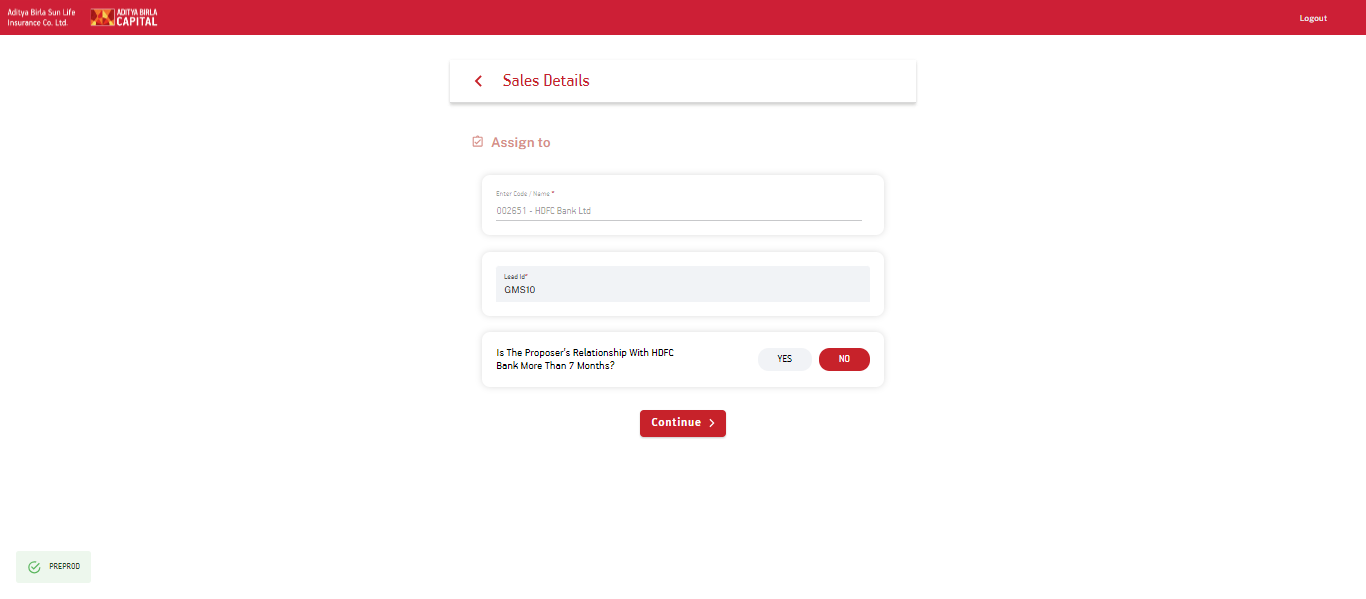 Aditya Birla Sun Life
Insurance Co. Ltd.
ADITYA BIRLA
CAPITAL
Logout
Sales Details
Assign to
Enter Code / Name *
002651 - HDFC Bank Ltd
Lead Id*
GMS10
Is The Proposer's Relationship With HDFC
Bank More Than 7 Months?
YES
NO
Continue
PREPROD